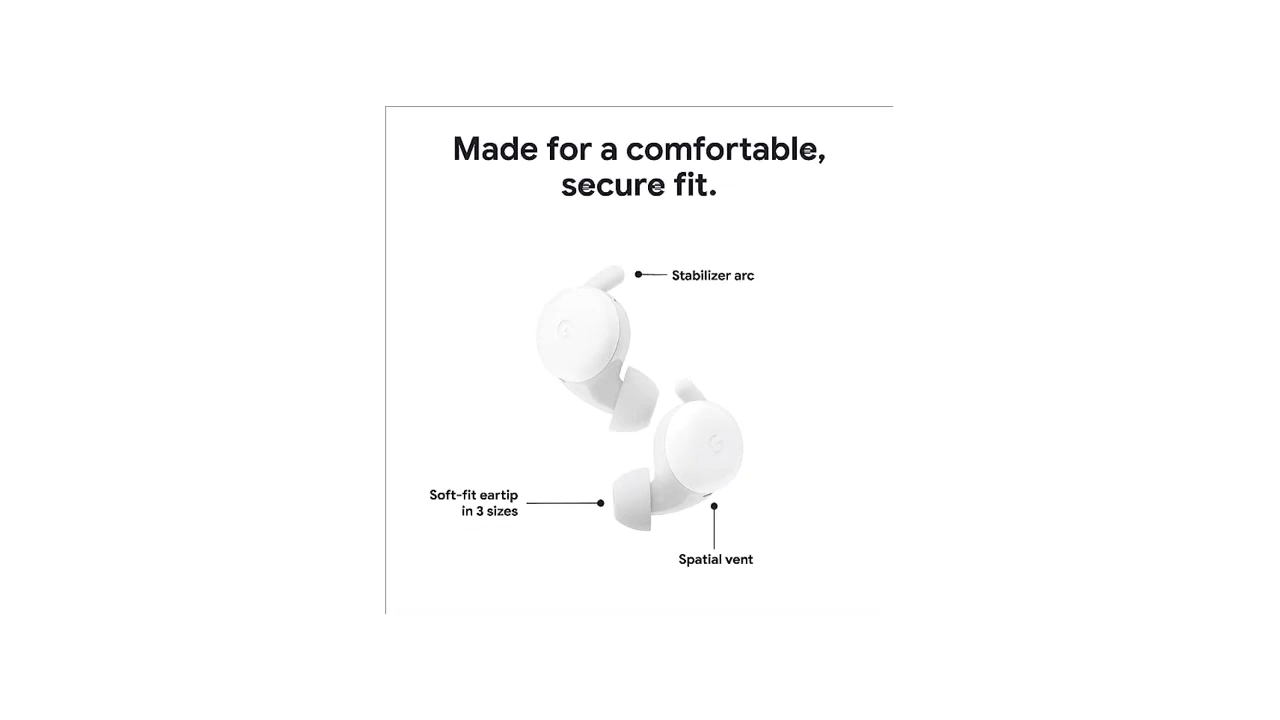 Made for a comfortable,
secure fit.
Stabilizer arc
Soft-fit eartip
in 3 sizes
Spatial vent